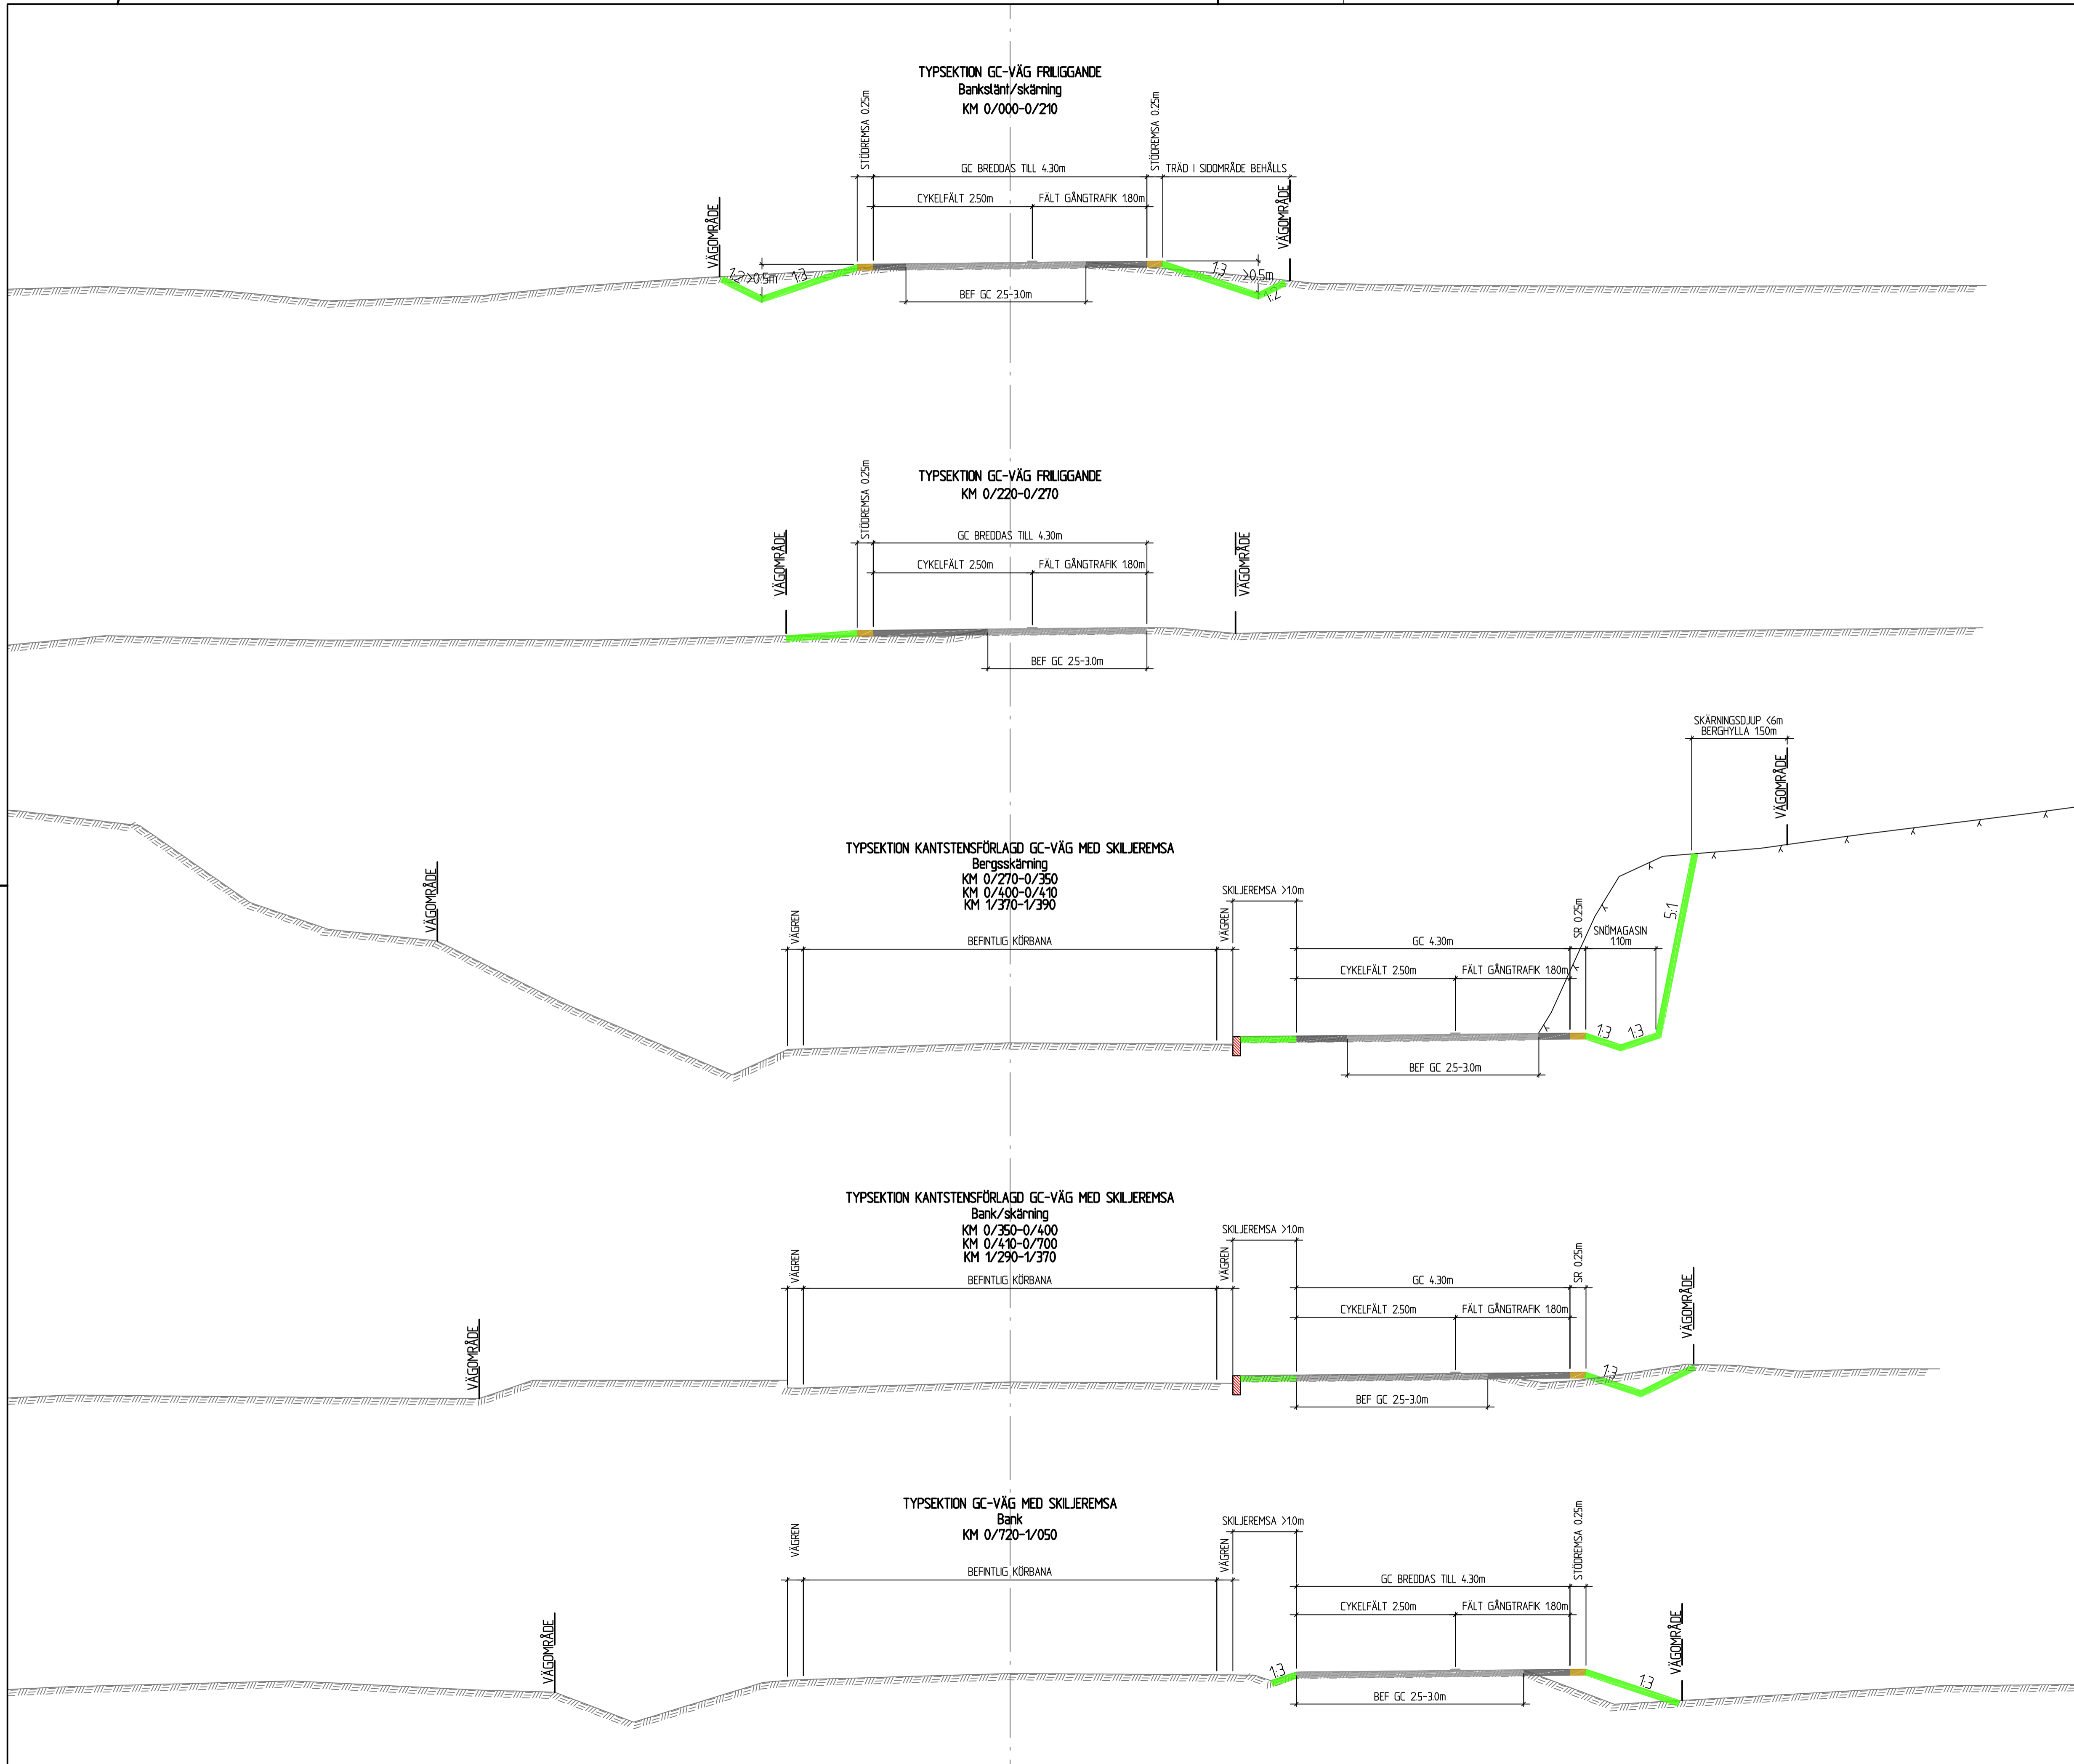 TYPSEKTION GC-VÄG FRILIGGANDE
Bankslänt/skärning
KM 0/000-0/210
STÖDREMSA 0.25m
STÖDREMSA 0.25m
GC BREDDAS TILL 4.30m
TRÄD I SIDOMRÅDE BEHÅLLS
CYKELFÄLT 2.50m
FÄLT GÅNGTRAFIK 1.80m
VÄGOMRÅDE
VÄGOMRÅDE
1:2
>0.5m
1:3
1:3
>0.5m
1:2
BEF GC 2.5-3.0m
TYPSEKTION GC-VÄG FRILIGGANDE
KM 0/220-0/270
STÖDREMSA 0.25m
GC BREDDAS TILL 4.30m
CYKELFÄLT 2.50m
FÄLT GÅNGTRAFIK 1.80m
VÄGOMRÅDE
VÄGOMRÅDE
BEF GC 2.5-3.0m
SKÄRNINGSDJUP <6m
BERGHYLLA 1.50m
VÄGOMRÅDE
TYPSEKTION KANTSTENSFÖRLAGD GC-VÄG MED SKILJEREMSA
Bergsskärning
KM 0/270-0/350
KM 0/400-0/410
KM 1/370-1/390
VÄGOMRÅDE
SKILJEREMSA >1.0m
VÄGREN
VÄGREN
BEFINTLIG KÖRBANA
GC 4.30m
SR 0.25m
SNÖMAGASIN
1.10m
5:1
CYKELFÄLT 2.50m
FÄLT GÅNGTRAFIK 1.80m
1:3
1:3
BEF GC 2.5-3.0m
TYPSEKTION KANTSTENSFÖRLAGD GC-VÄG MED SKILJEREMSA
Bank/skärning
KM 0/350-0/400
KM 0/410-0/700
KM 1/290-1/370
SKILJEREMSA >1.0m
VÄGREN
VÄGREN
BEFINTLIG KÖRBANA
GC 4.30m
SR 0.25m
CYKELFÄLT 2.50m
FÄLT GÅNGTRAFIK 1.80m
VÄGOMRÅDE
VÄGOMRÅDE
1:3
BEF GC 2.5-3.0m
TYPSEKTION GC-VÄG MED SKILJEREMSA
Bank
KM 0/720-1/050
SKILJEREMSA >1.0m
VÄGREN
VÄGREN
BEFINTLIG KÖRBANA
STÖDREMSA 0.25m
GC BREDDAS TILL 4.30m
CYKELFÄLT 2.50m
FÄLT GÅNGTRAFIK 1.80m
VÄGOMRÅDE
VÄGOMRÅDE
1:3
1:3
BEF GC 2.5-3.0m